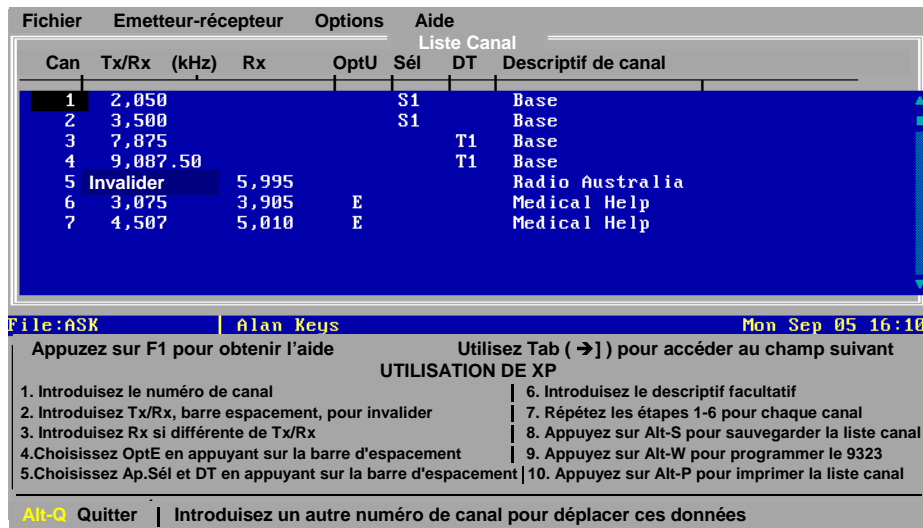 Fichier Emetteur-récepteur Options Aide
Liste Canal
Can Tx/Rx (kHz) Rx OptU Sél DT Descriptif de canal
1 2,050 S1 Base
2 3,500 S1 Base
3 7,875 T1 Base
4 9,087.50 T1 Base
5 Invalider 5,995 Radio Australia
6 3,075 3,905 E Medical Help
7 4,507 5,010 E Medical Help
File:ASK Alan Keys Mon Sep 05 16:10
Appuzez sur F1 pour obtenir l’aide Utilisez Tab ( ➔] ) pour accéder au champ suivant
UTILISATION DE XP
1. Introduisez le numéro de canal 6. Introduisez le descriptif facultatif
2. Introduisez Tx/Rx, barre espacement, pour invalider 7. Répétez les étapes 1-6 pour chaque canal
3. Introduisez Rx si différente de Tx/Rx 8. Appuyez sur Alt-S pour sauvegarder la liste canal
4.Choisissez OptE en appuyant sur la barre d'espacement 9. Appuyez sur Alt-W pour programmer le 9323
5.Choisissez Ap.Sél et DT en appuyant sur la barre d'espacement 10. Appuyez sur Alt-P pour imprimer la liste canal
Alt-Q Quitter Introduisez un autre numéro de canal pour déplacer ces données